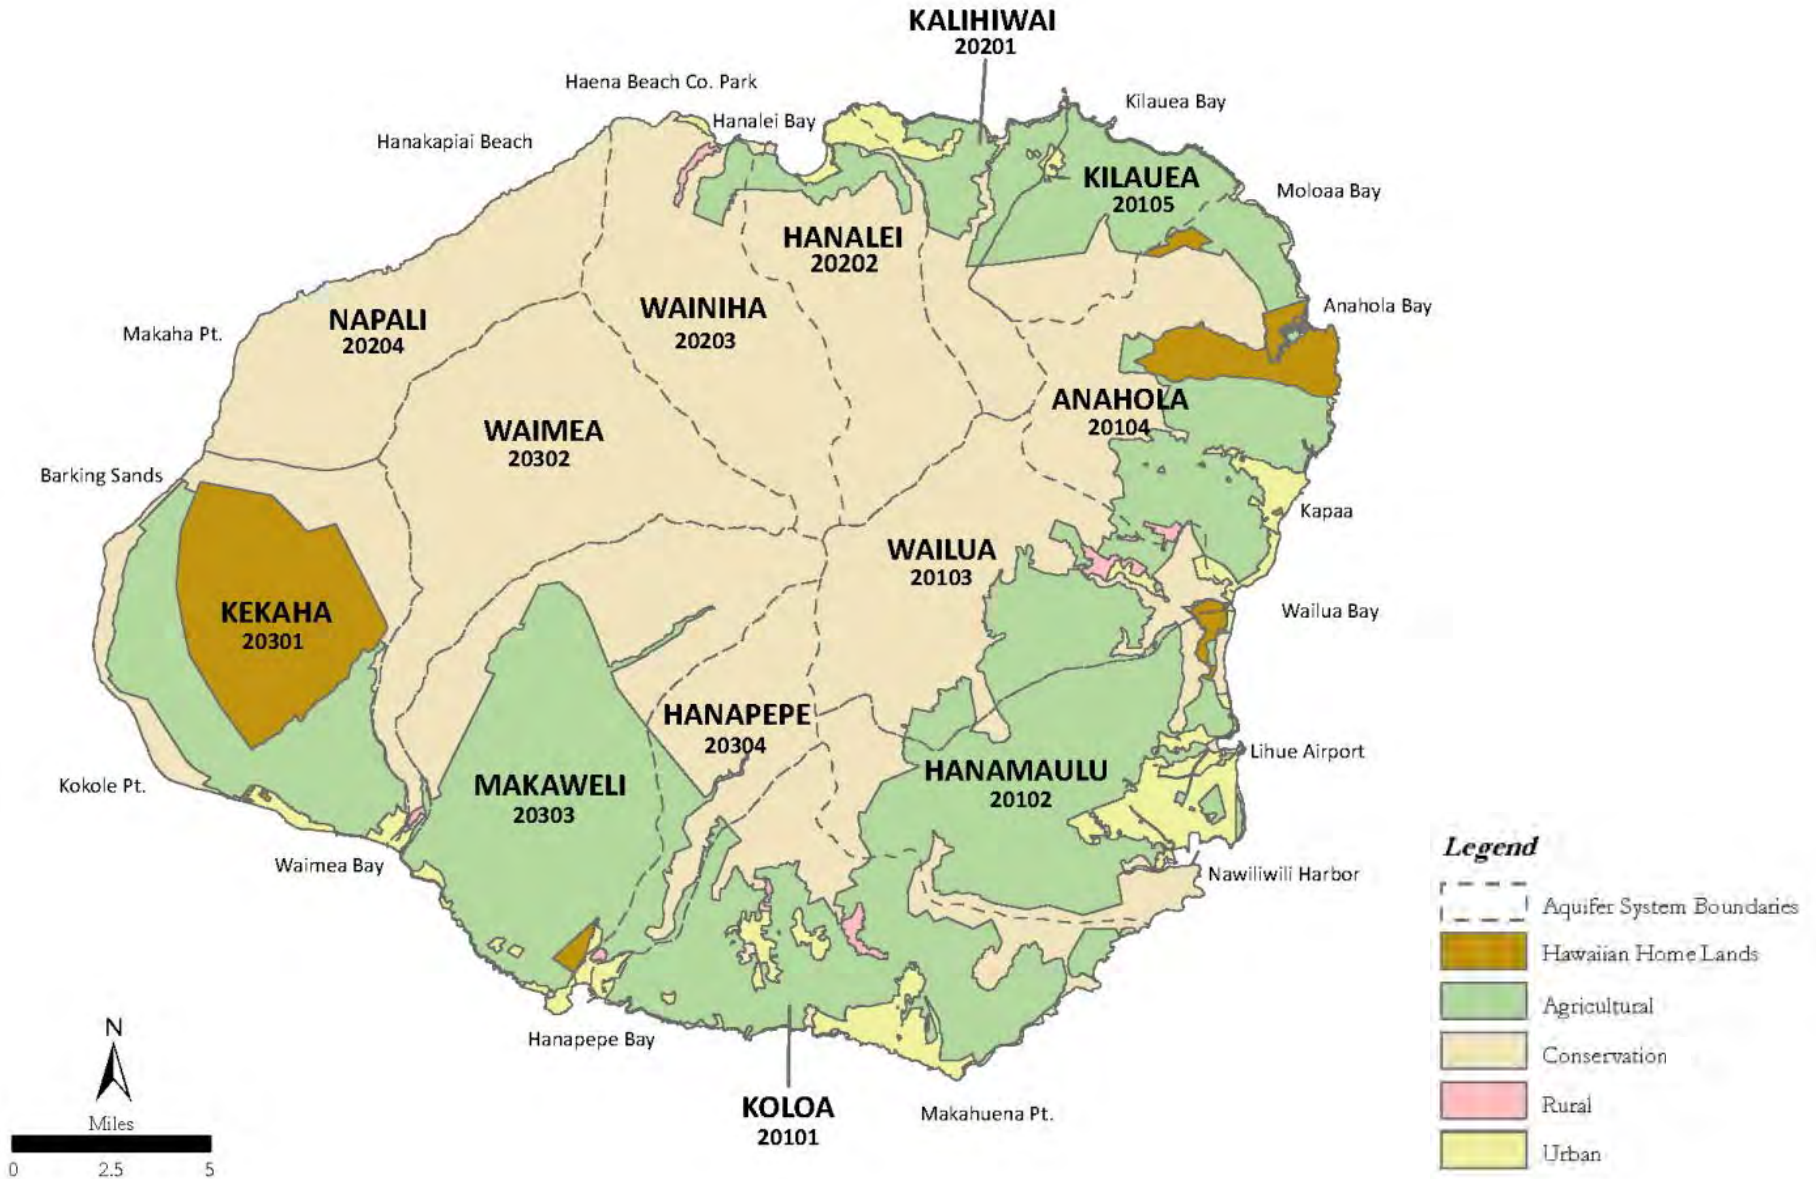 KALIHIWAI
20201
Haena Beach Co. Park
Kilauea Bay
Hanalei Bay
Hanakapiai Beach
KILAUEA
20105
Moloaa Bay
HANALEI
20202
WAINIHA
20203
NAPALI
20204
Anahola Bay
Makaha Pt.
ANAHOLA
20104
WAIMEA
20302
Barking Sands
Kapaa
WAILUA
20103
KEKAHA
20301
Wailua Bay
HANAPEPE
20304
Lihue Airport
HANAMAULU
20102
MAKAWELI
20303
Kokole Pt.
Waimea Bay
Nawiliwili Harbor
Hanapepe Bay
KOLOA
20101
Makahuena Pt.
N
Miles
0 2.5 5
Legend
Aquifer System Boundaries
Hawaiian Home Lands
Agricultural
Conservation
Rural
Urban